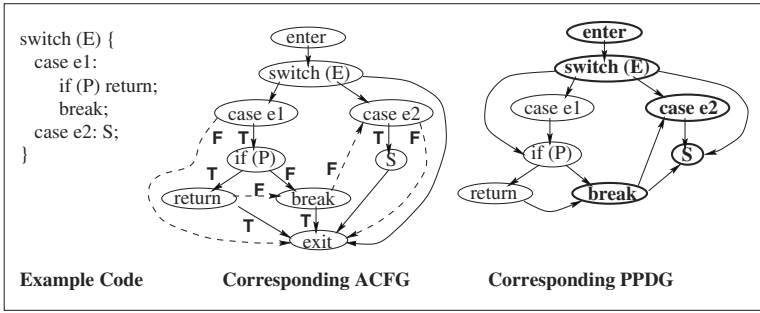 switch (E) {
case e1:
if (P) return;
break;
case e2: S;
}
enter
switch (E)
case e1
case e2
F
T
T
F
if (P)
S
T
F
F
return
F
break
T
T
exit
enter
switch (E)
case e1
case e2
if (P)
S
return
break
Example Code
Corresponding ACFG
Corresponding PPDG